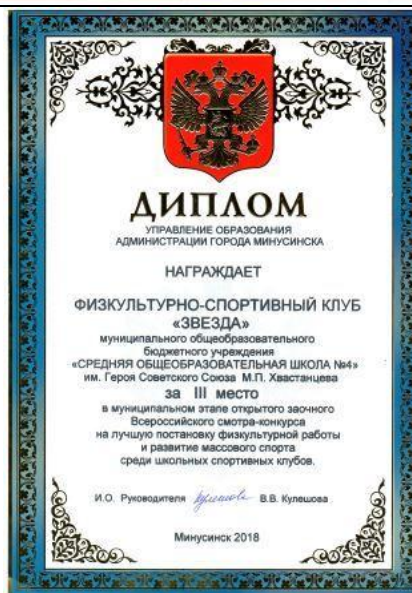 ДИПЛОМ
УПРАВЛЕНИЕ ОБРАЗОВАНИЯ
АДМИНИСТРАЦИИ ГОРОДА МИНУСИНСКА
НАГРАЖДАЕТ
ФИЗКУЛЬТУРНО-СПОРТИВНЫЙ КЛУБ
«ЗВЕЗДА»
муниципального общеобразовательного
бюджетного учреждения
«СРЕДНЯЯ ОБЩЕОБРАЗОВАТЕЛЬНАЯ ШКОЛА №4»
им. Героя Советского Союза М.П. Хвастанцева
за III место
в муниципальном этапе открытого заочного
Всероссийского смотра-конкурса
на лучшую постановку физкультурной работы
и развитие массового спорта
среди школьных спортивных клубов.
И.О. Руководителя В.В. Кулешова
Минусинск 2018